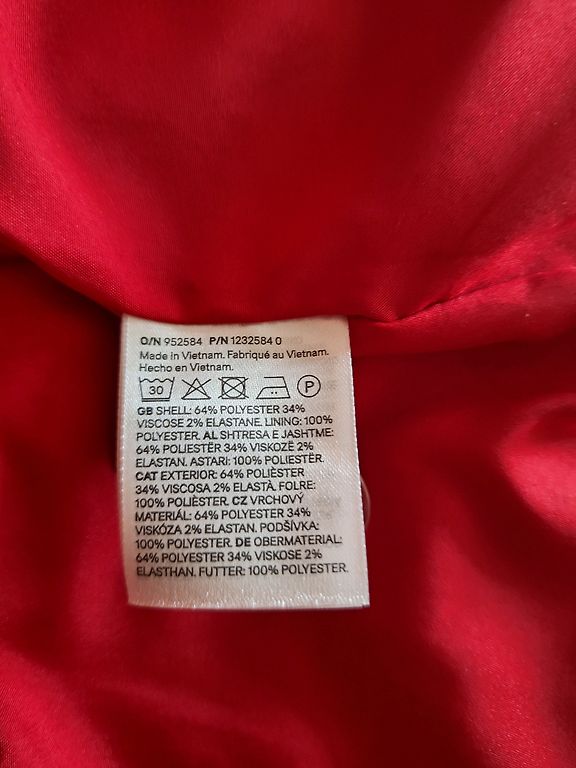 O/N 952584 P/N 1232584 0
Made in Vietnam. Fabriqué au Vietnam.
Hecho en Vietnam.
30 P
GB SHELL: 64% POLYESTER 34%
VISCOSE 2% ELASTANE. LINING: 100%
POLYESTER. AL SHTRESA E JASHTME:
64% POLIESTËR 34% VISKOZË 2%
ELASTAN. ASTARI: 100% POLIESTËR.
CAT EXTERIOR: 64% POLIÈSTER
34% VISCOSA 2% ELASTÀ. FOLRE:
100% POLIÈSTER. CZ VRCHOVÝ
MATERIÁL: 64% POLYESTER 34%
VISKÓZA 2% ELASTAN. PODŠÍVKA:
100% POLYESTER. DE OBERMATERIAL:
64% POLYESTER 34% VISKOSE 2%
ELASTHAN. FUTTER: 100% POLYESTER.